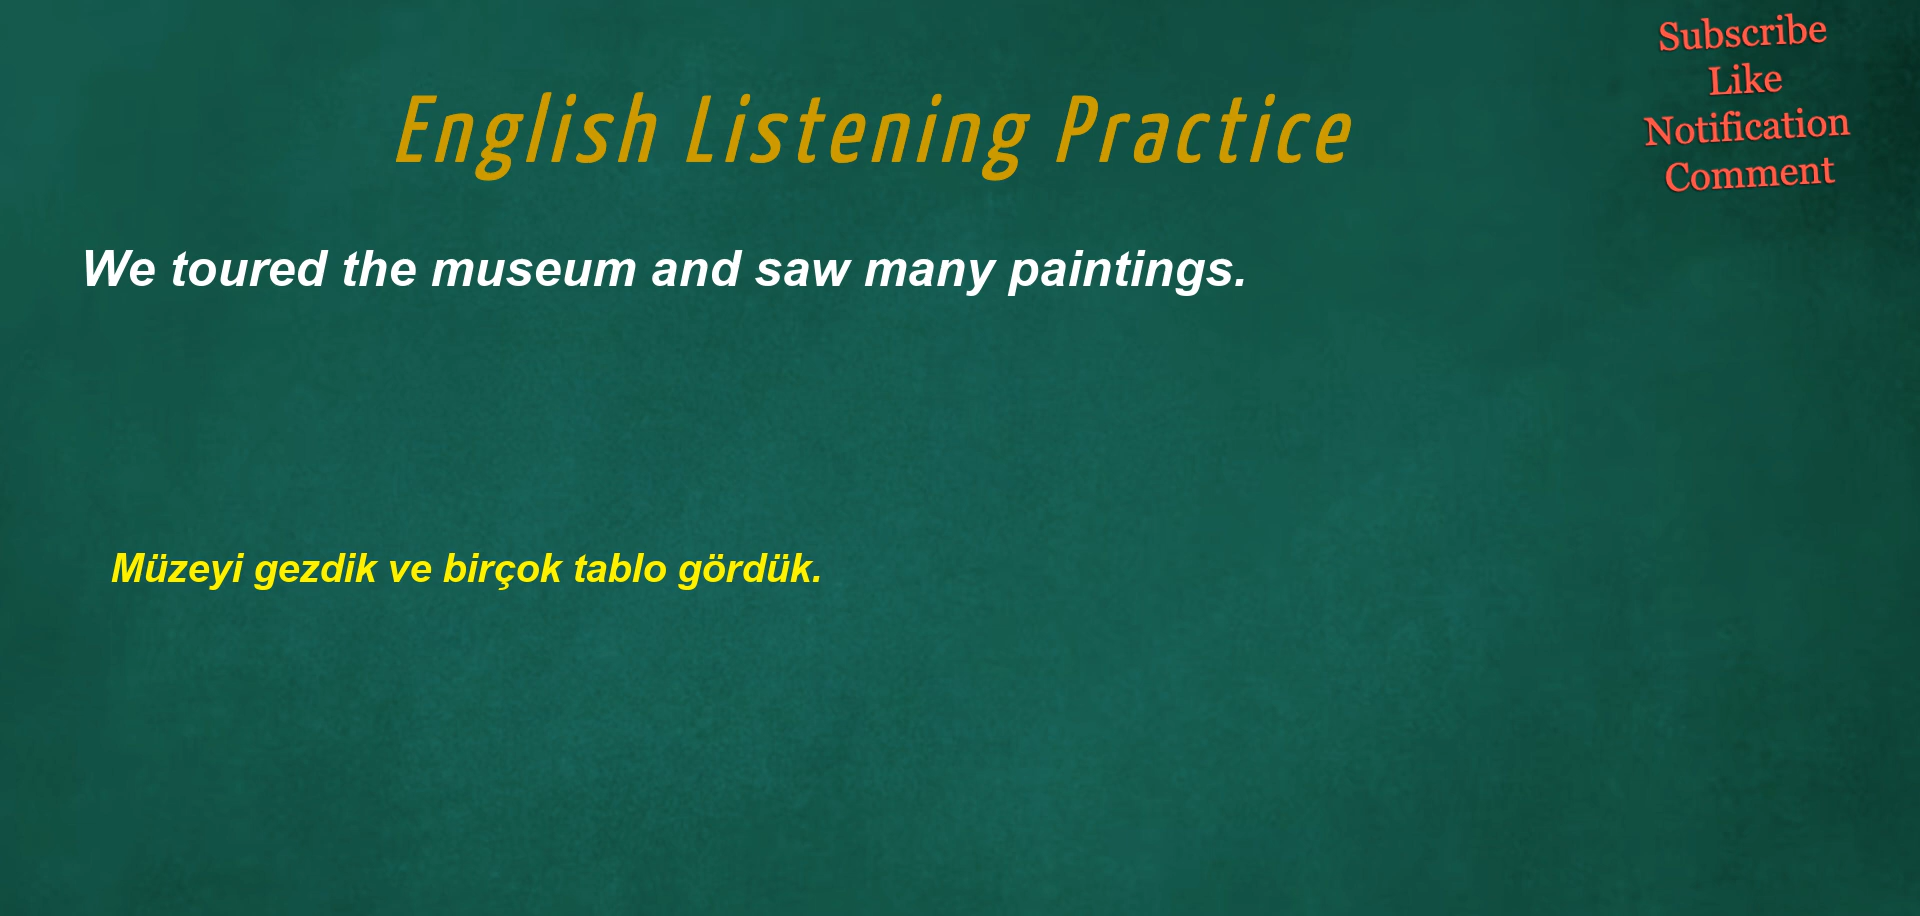 English Listening Practice
Subscribe
Like
Notification
Comment
We toured the museum and saw many paintings.
Müzeyi gezdik ve birçok tablo gördük.